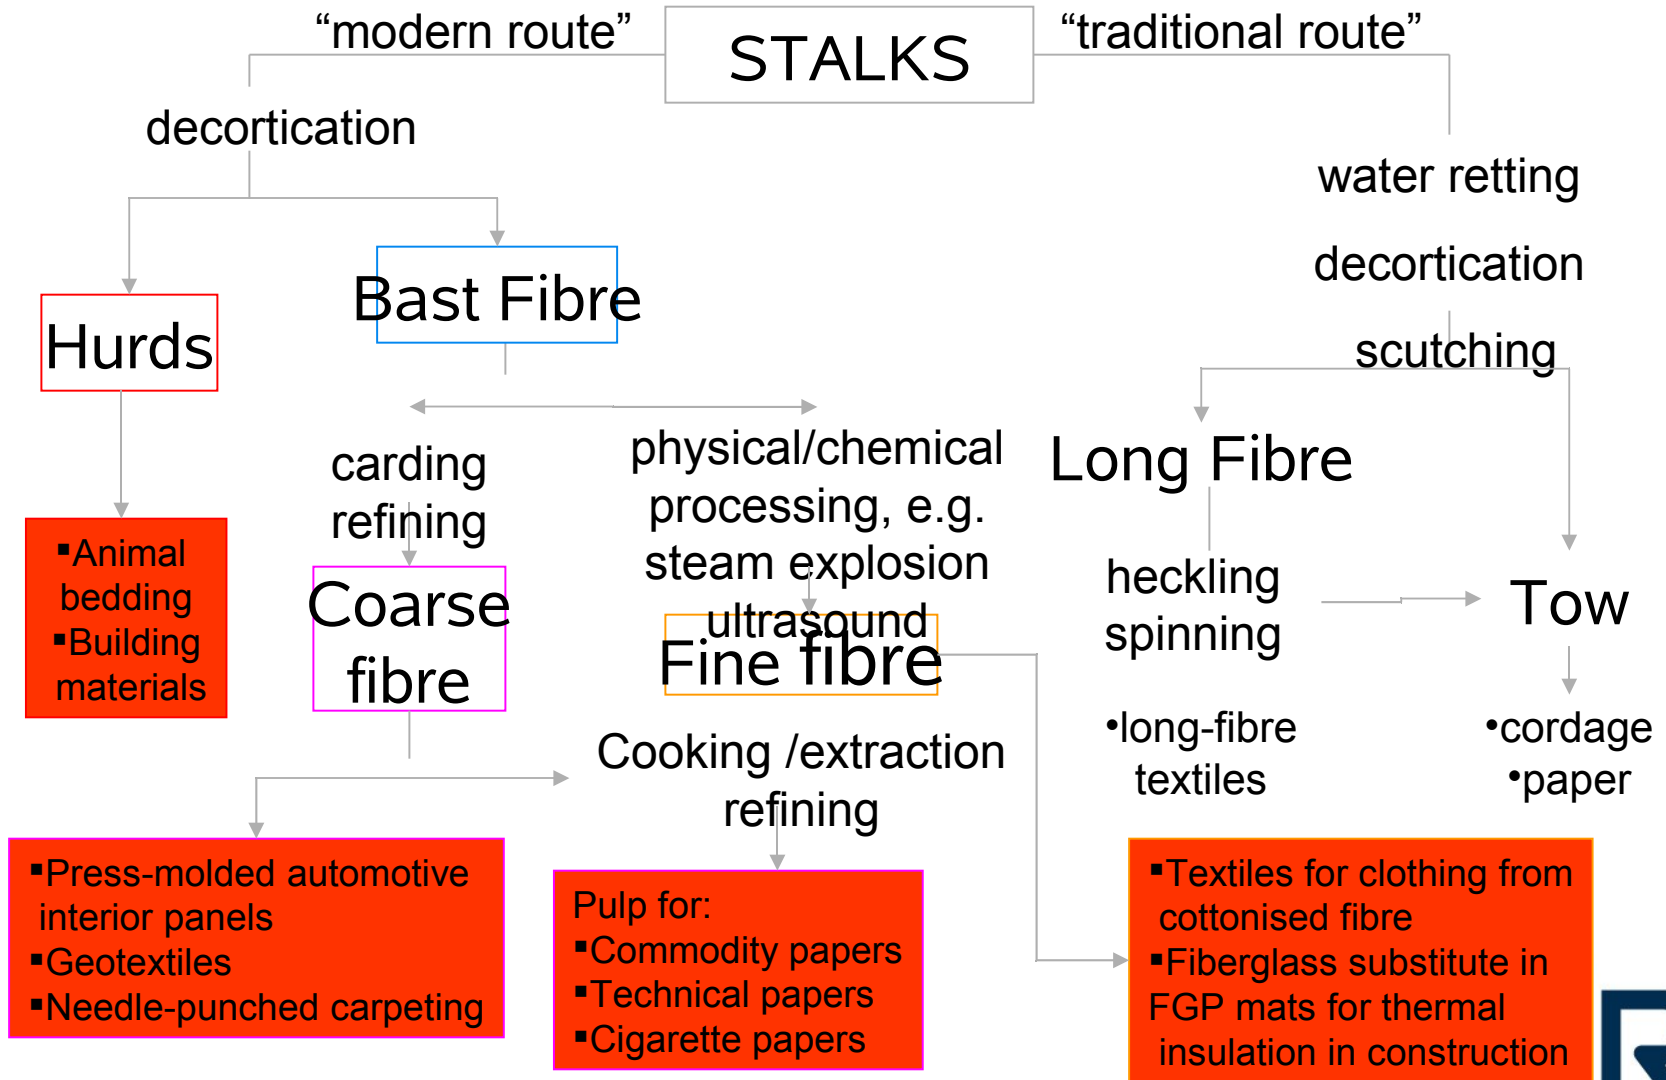 “modern route”
STALKS
“traditional route”
decortication
water retting
decortication
scutching
Bast Fibre
Hurds
carding
refining
physical/chemical
processing, e.g.
steam explosion
ultrasound
Long Fibre
▪Animal
bedding
▪Building
materials
Coarse
fibre
Fine fibre
heckling
spinning
Tow
•long-fibre
textiles
•cordage
•paper
Cooking /extraction
refining
▪Press-molded automotive
interior panels
▪Geotextiles
▪Needle-punched carpeting
Pulp for:
▪Commodity papers
▪Technical papers
▪Cigarette papers
▪Textiles for clothing from
cottonised fibre
▪Fiberglass substitute in
FGP mats for thermal
insulation in construction